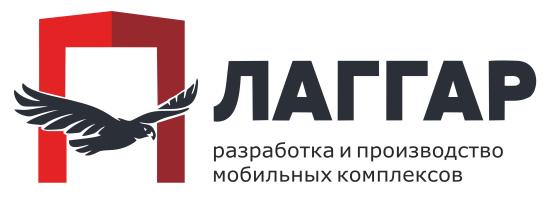 ЛАГГАР
разработка и производство
мобильных комплексов